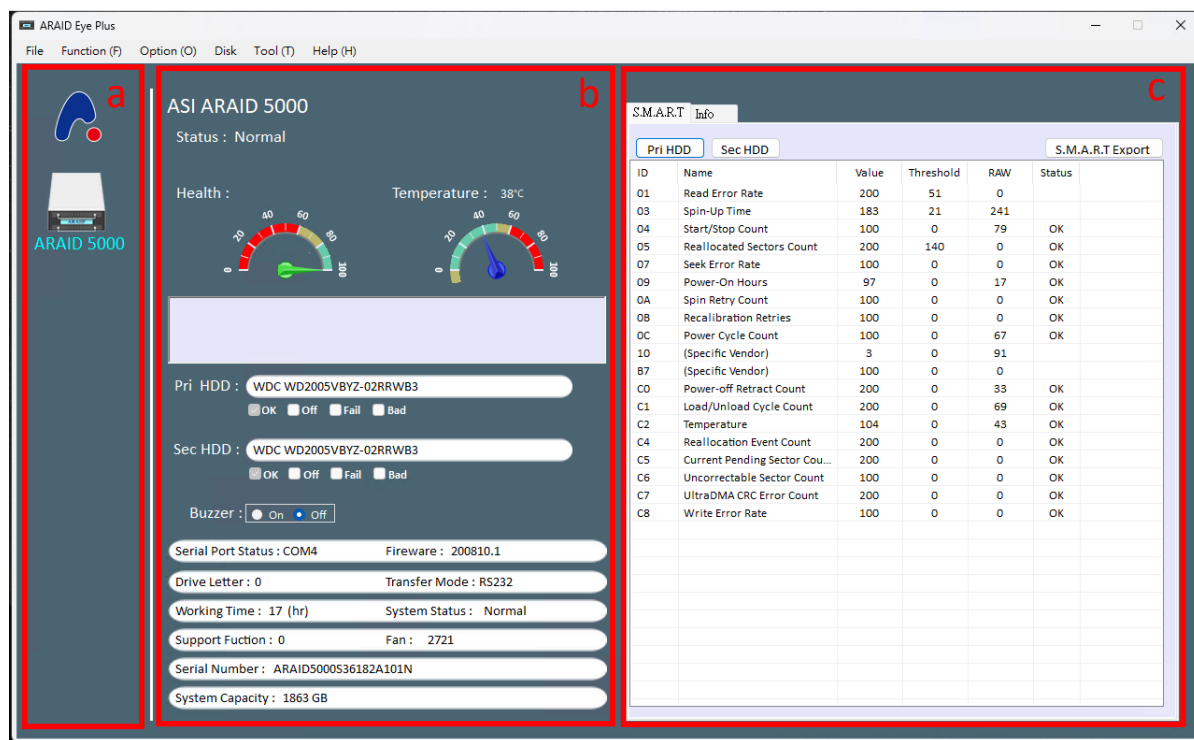 ARAID Eye Plus
File Function (F) Option (O) Disk Tool (T) Help (H)
a
ARAID 5000
b
ASI ARAID 5000
Status : Normal
Health :
0 20 40 60 80 100
Temperature : 38°C
0 20 40 60 80 100
Pri HDD : WDC WD2005VBYZ-02RRWB3
OK Off Fail Bad
Sec HDD : WDC WD2005VBYZ-02RRWB3
OK Off Fail Bad
Buzzer : On Off
Serial Port Status : COM4 Fireware : 200810.1
Drive Letter : 0 Transfer Mode : RS232
Working Time : 17 (hr) System Status : Normal
Support Fuction : 0 Fan : 2721
Serial Number : ARAID5000S36182A101N
System Capacity : 1863 GB
c
S.M.A.R.T Info
Pri HDD Sec HDD S.M.A.R.T Export
ID Name Value Threshold RAW Status
01 Read Error Rate 200 51 0
03 Spin-Up Time 183 21 241
04 Start/Stop Count 100 0 79 OK
05 Reallocated Sectors Count 200 140 0 OK
07 Seek Error Rate 100 0 0 OK
09 Power-On Hours 97 0 17 OK
0A Spin Retry Count 100 0 0 OK
0B Recalibration Retries 100 0 0 OK
0C Power Cycle Count 100 0 67 OK
10 (Specific Vendor) 3 0 91
B7 (Specific Vendor) 100 0 0
C0 Power-off Retract Count 200 0 33 OK
C1 Load/Unload Cycle Count 200 0 69 OK
C2 Temperature 104 0 43 OK
C4 Reallocation Event Count 200 0 0 OK
C5 Current Pending Sector Cou... 200 0 0 OK
C6 Uncorrectable Sector Count 100 0 0 OK
C7 UltraDMA CRC Error Count 200 0 0 OK
C8 Write Error Rate 100 0 0 OK